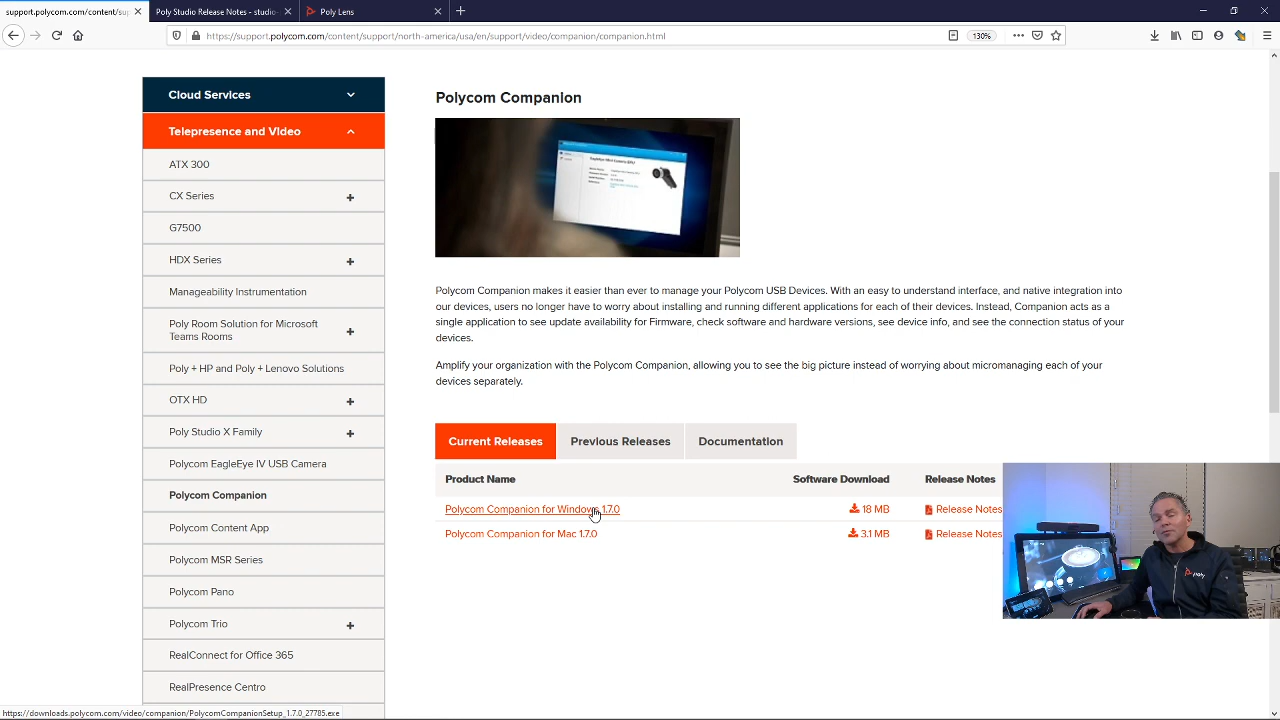 support.polycom.com/content/sup
Poly Studio Release Notes - studio-
Poly Lens
https://support.polycom.com/content/support/north-america/usa/en/support/video/companion/companion.html
130%
Cloud Services
Telepresence and Video
ATX 300
CX Series
G7500
HDX Series
Manageability Instrumentation
Poly Room Solution for Microsoft
Teams Rooms
Poly + HP and Poly + Lenovo Solutions
OTX HD
Poly Studio X Family
Polycom EagleEye IV USB Camera
Polycom Companion
Polycom Content App
Polycom MSR Series
Polycom Pano
Polycom Trio
RealConnect for Office 365
RealPresence Centro
Polycom Companion
Polycom Companion makes it easier than ever to manage your Polycom USB Devices. With an easy to understand interface, and native integration into
our devices, users no longer have to worry about installing and running different applications for each of their devices. Instead, Companion acts as a
single application to see update availability for Firmware, check software and hardware versions, see device info, and see the connection status of your
devices.
Amplify your organization with the Polycom Companion, allowing you to see the big picture instead of worrying about micromanaging each of your
devices separately.
Current Releases Previous Releases Documentation
Product Name Software Download Release Notes
Polycom Companion for Windows 1.7.0 18 MB Release Notes
Polycom Companion for Mac 1.7.0 3.1 MB Release Notes
poly
https://downloads.polycom.com/video/companion/PolycomCompanionSetup_1.7.0_27785.exe